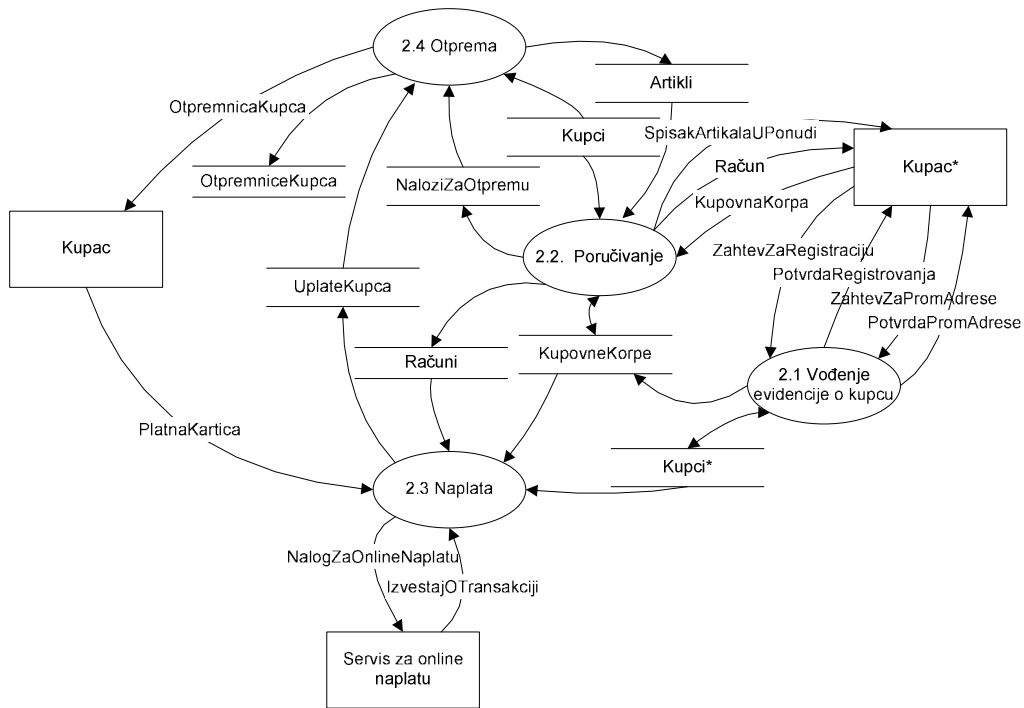 2.4 Otprema
Artikli
OtpremnicaKupca
Kupci
SpisakArtikalaUPonudi
Kupac*
Račun
OtpremniceKupca
NaloziZaOtpremu
KupovnaKorpa
Kupac
2.2. Poručivanje
ZahtevZaRegistraciju
PotvrdaRegistrovanja
UplateKupca
ZahtevZaPromAdrese
PotvrdaPromAdrese
Računi
KupovneKorpe
2.1 Vođenje
evidencije o kupcu
PlatnaKartica
Kupci*
2.3 Naplata
NalogZaOnlineNaplatu
IzvestajOTransakciji
Servis za online
naplatu